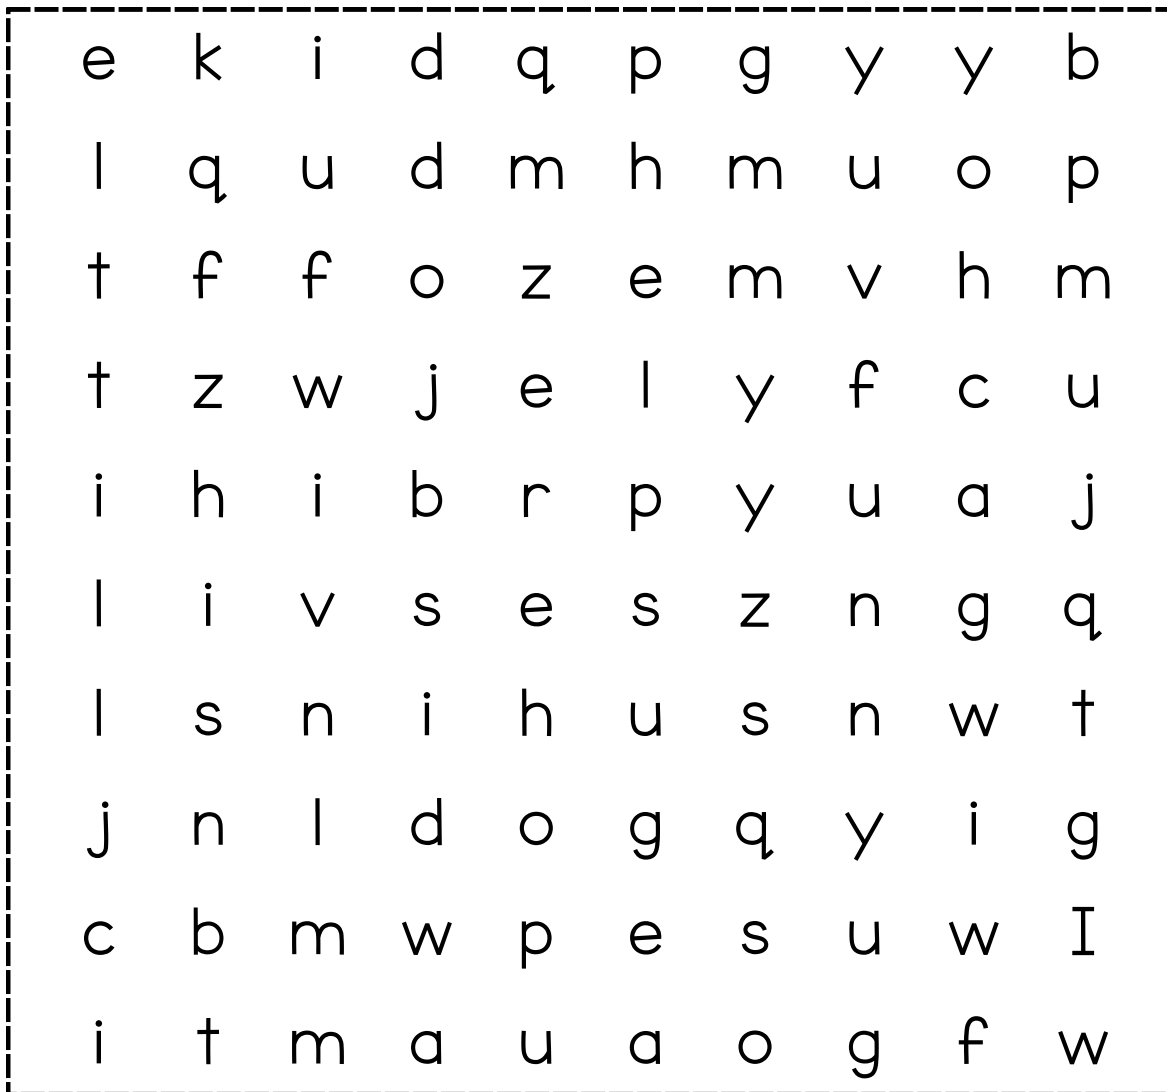 e k i d q p g y y b
l q u d m h m u o p
t f f o z e m v h m
t z w j e l y f c u
i h i b r p y u a j
l i v s e s z n g q
l s n i h u s n w t
j n l d o g q y i g
c b m w p e s u w I
i t m a u a o g f w